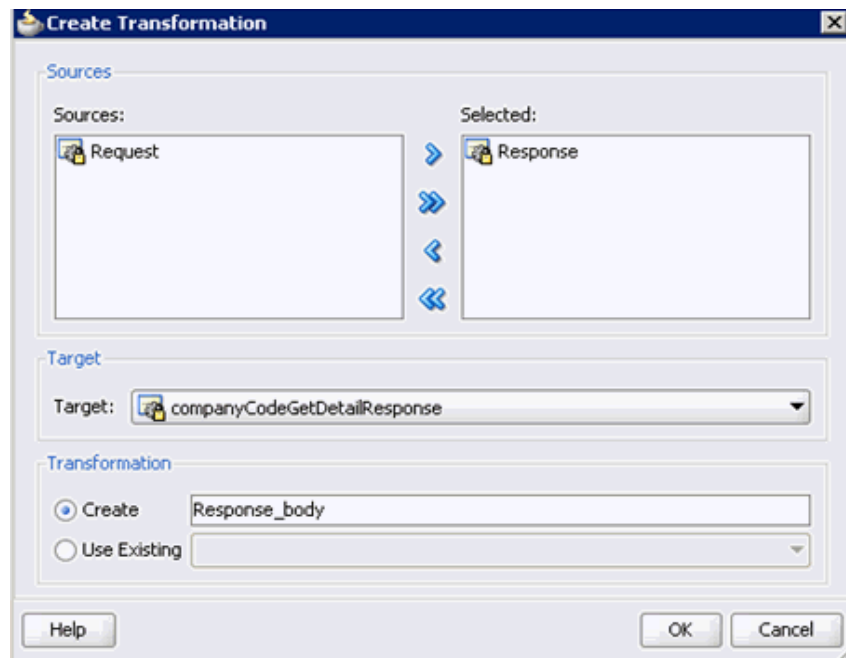 Create Transformation
Sources
Sources:
Selected:
Request
Response
Target
Target: companyCodeGetDetailResponse
Transformation
Create Response_body
Use Existing
Help OK Cancel